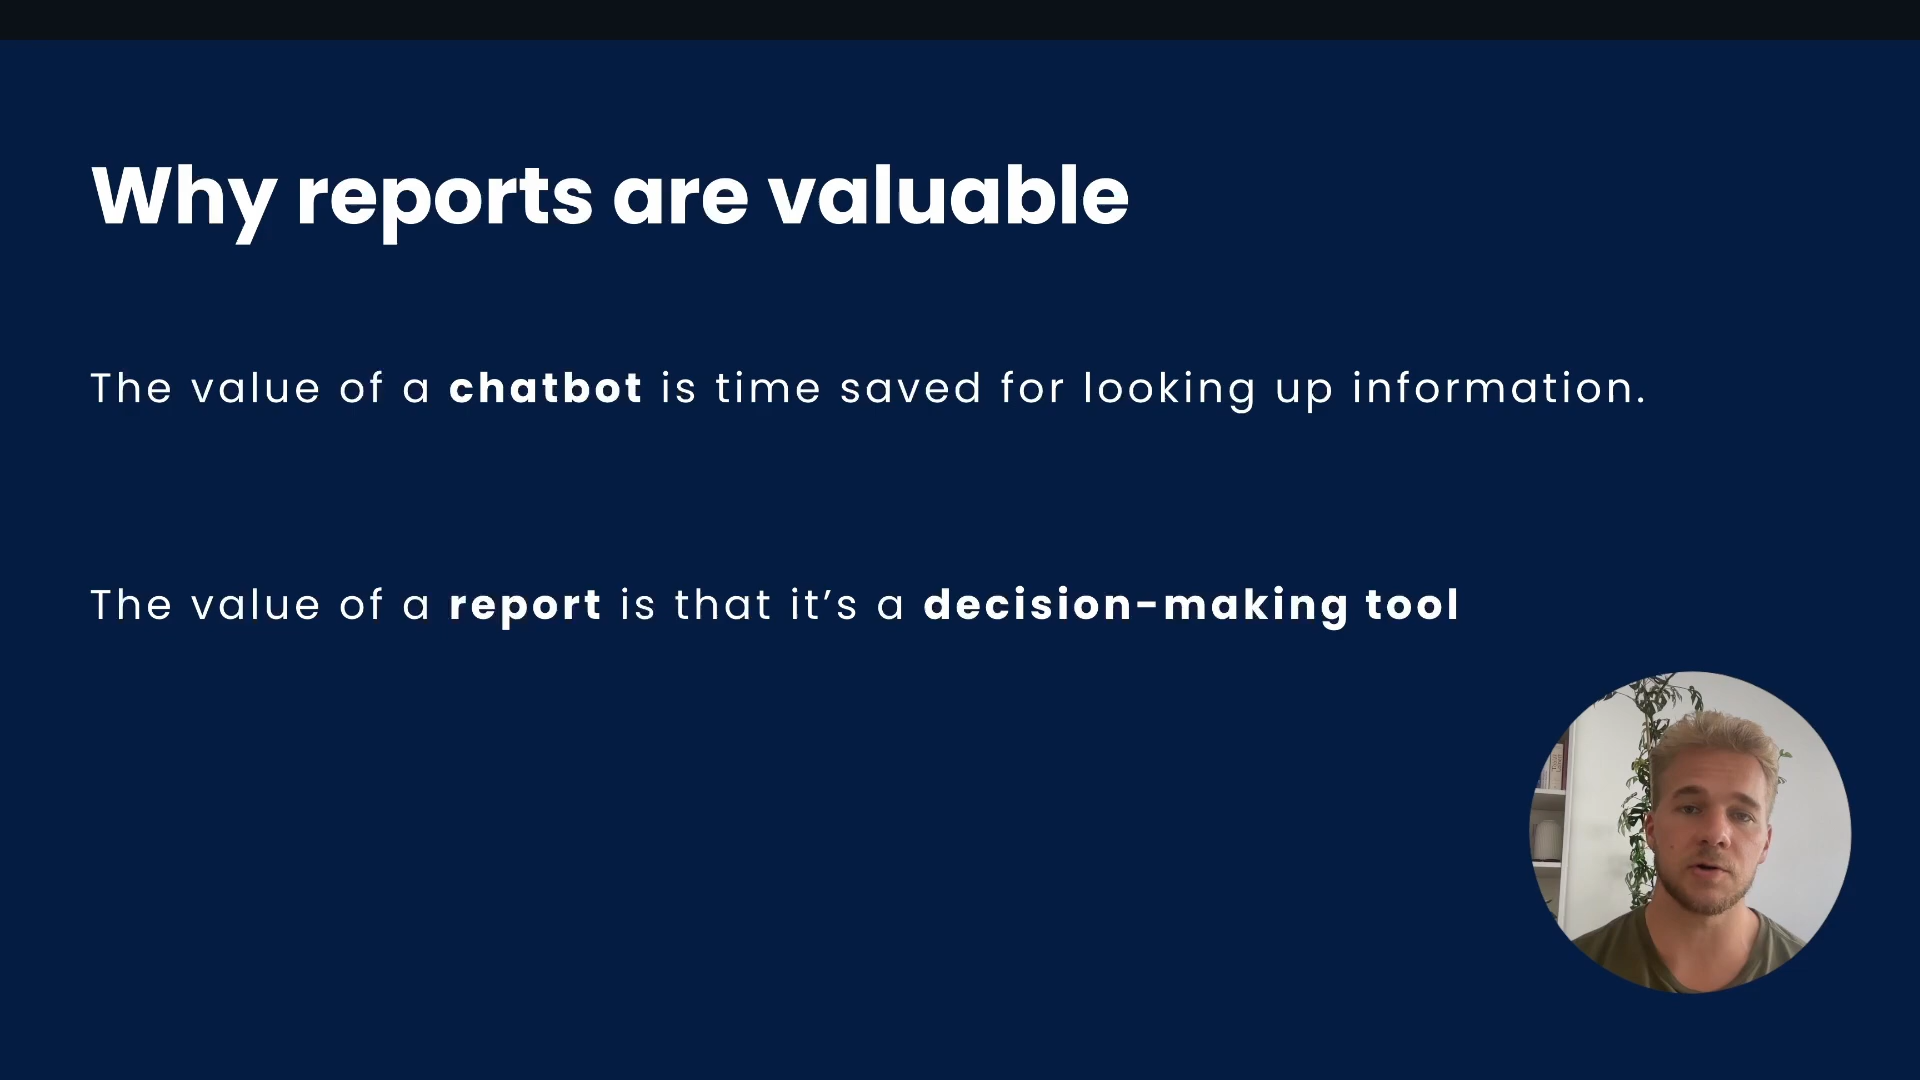 Why reports are valuable
The value of a chatbot is time saved for looking up information.
The value of a report is that it’s a decision-making tool